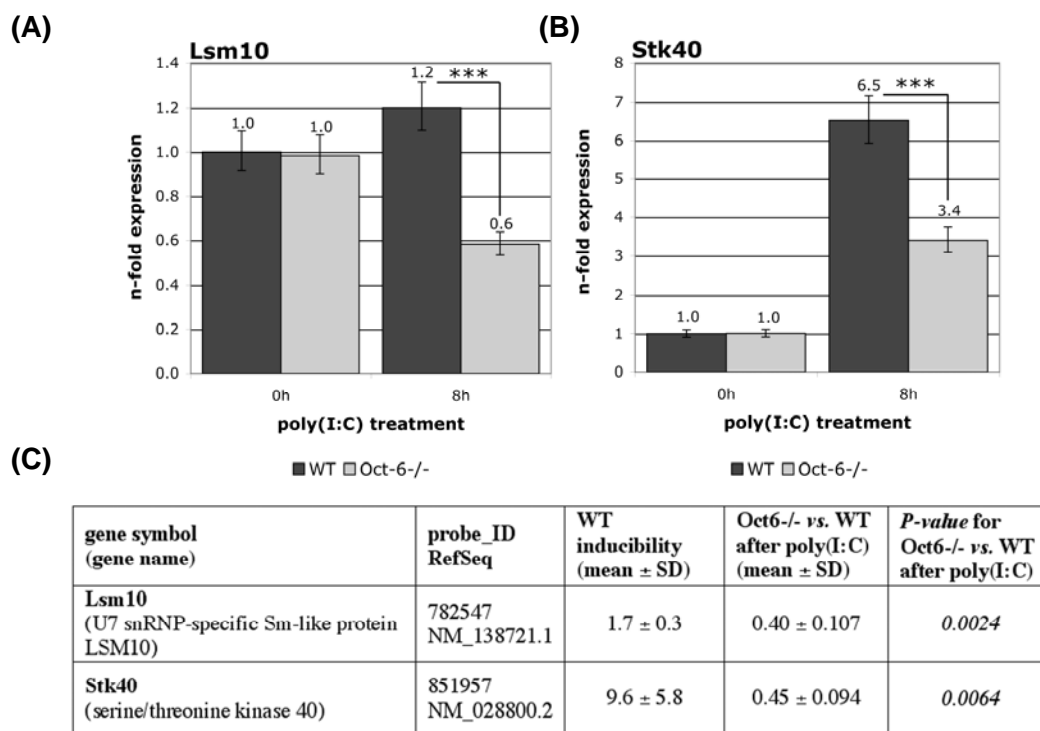 (A)
Lsm10
n-fold expression
1.4
1.2
1.0
0.8
0.6
0.4
0.2
0.0
1.0
1.0
1.2
***
0.6
0h
8h
poly(I:C) treatment
WT Oct-6-/-
(B)
Stk40
n-fold expression
8
7
6
5
4
3
2
1
0
1.0
1.0
6.5
***
3.4
0h
8h
poly(I:C) treatment
WT Oct-6-/-
(C)
gene symbol
(gene name)
probe_ID
RefSeq
WT
inducibility
(mean ± SD)
Oct6-/- vs. WT
after poly(I:C)
(mean ± SD)
P-value for
Oct6-/- vs. WT
after poly(I:C)
Lsm10
(U7 snRNP-specific Sm-like protein
LSM10)
782547
NM_138721.1
1.7 ± 0.3
0.40 ± 0.107
0.0024
Stk40
(serine/threonine kinase 40)
851957
NM_028800.2
9.6 ± 5.8
0.45 ± 0.094
0.0064